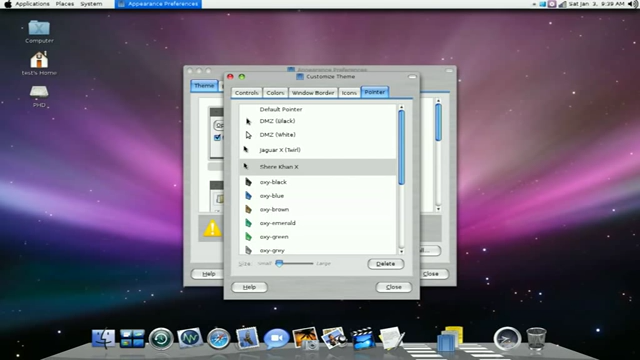 Applications Places System Appearance Preferences Sat Jan 3, 8:39 AM
Computer
test's Home
PHD
Appearance Preferences
Theme
Customize Theme
Controls Colors Window Border Icons Pointer
Default Pointer
DMZ (Black)
DMZ (White)
Jaguar X (Twirl)
Shere Khan X
oxy-black
oxy-blue
oxy-brown
oxy-emerald
oxy-green
oxy-grey
Size: Small Large Delete
Help Close
Help Close